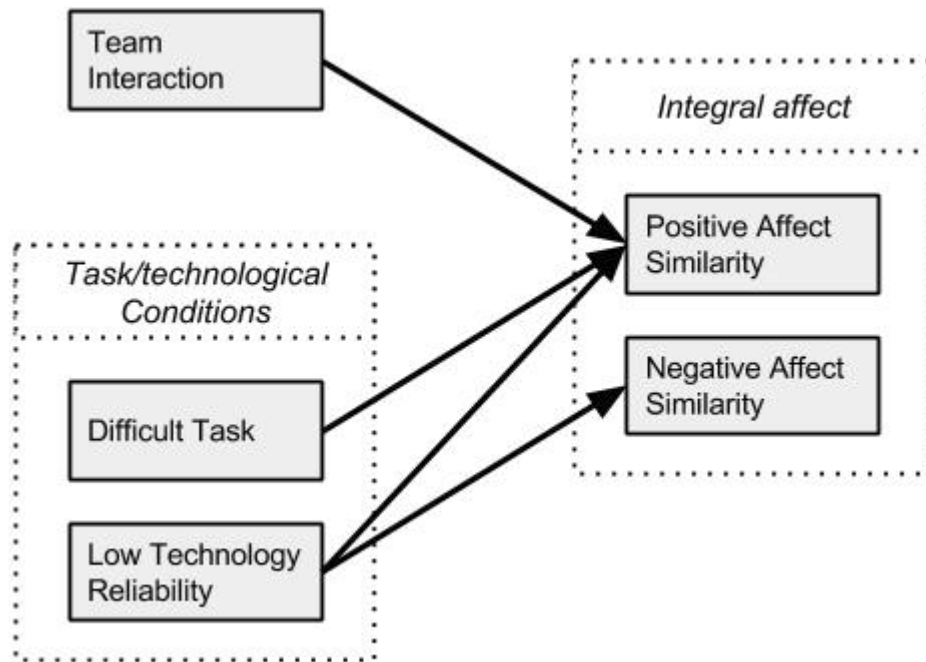 Team
Interaction
Integral affect
Positive Affect
Similarity
Task/technological
Conditions
Negative Affect
Similarity
Difficult Task
Low Technology
Reliability